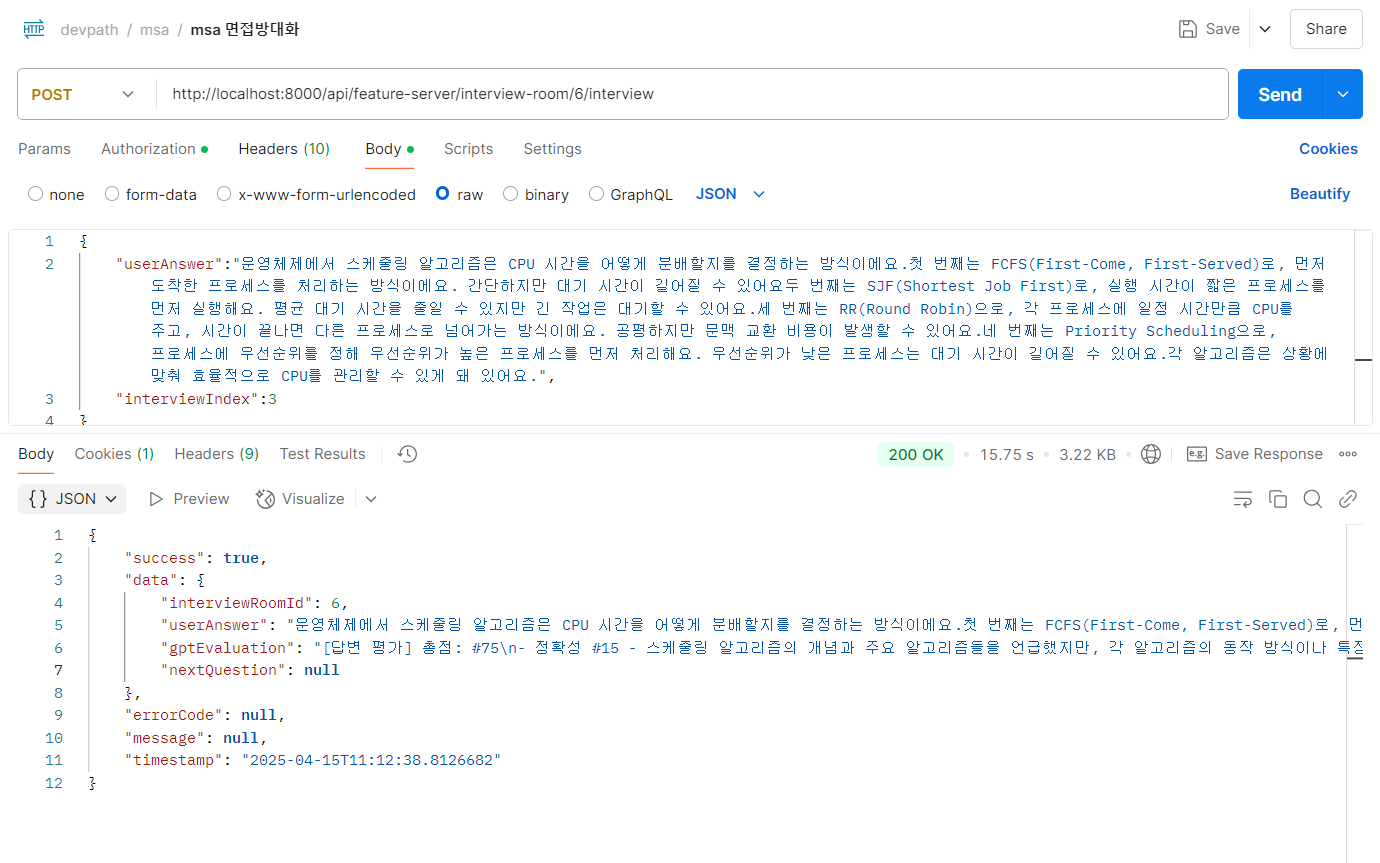 HTTP devpath / msa / msa 면접방대화 Save Share
POST http://localhost:8000/api/feature-server/interview-room/6/interview Send
Params Authorization Headers (10) Body Scripts Settings Cookies
none form-data x-www-form-urlencoded raw binary GraphQL JSON Beautify
1 {
2 "userAnswer":"운영체제에서 스케줄링 알고리즘은 CPU 시간을 어떻게 분배할지를 결정하는 방식이에요.첫 번째는 FCFS(First-Come, First-Served)로, 먼저
도착한 프로세스를 처리하는 방식이에요. 간단하지만 대기 시간이 길어질 수 있어요두 번째는 SJF(Shortest Job First)로, 실행 시간이 짧은 프로세스를
먼저 실행해요. 평균 대기 시간을 줄일 수 있지만 긴 작업은 대기할 수 있어요.세 번째는 RR(Round Robin)으로, 각 프로세스에 일정 시간만큼 CPU를
주고, 시간이 끝나면 다른 프로세스로 넘어가는 방식이에요. 공평하지만 문맥 교환 비용이 발생할 수 있어요.네 번째는 Priority Scheduling으로,
프로세스에 우선순위를 정해 우선순위가 높은 프로세스를 먼저 처리해요. 우선순위가 낮은 프로세스는 대기 시간이 길어질 수 있어요.각 알고리즘은 상황에
맞춰 효율적으로 CPU를 관리할 수 있게 돼 있어요.",
3 "interviewIndex":3
4 }
Body Cookies (1) Headers (9) Test Results 200 OK 15.75 s 3.22 KB e.g. Save Response
{} JSON Preview Visualize
1 {
2 "success": true,
3 "data": {
4 "interviewRoomId": 6,
5 "userAnswer": "운영체제에서 스케줄링 알고리즘은 CPU 시간을 어떻게 분배할지를 결정하는 방식이에요.첫 번째는 FCFS(First-Come, First-Served)로, 먼
6 "gptEvaluation": "[답변 평가] 총점: #75\n- 정확성 #15 - 스케줄링 알고리즘의 개념과 주요 알고리즘들을 언급했지만, 각 알고리즘의 동작 방식이나 특징
7 "nextQuestion": null
8 },
9 "errorCode": null,
10 "message": null,
11 "timestamp": "2025-04-15T11:12:38.8126682"
12 }